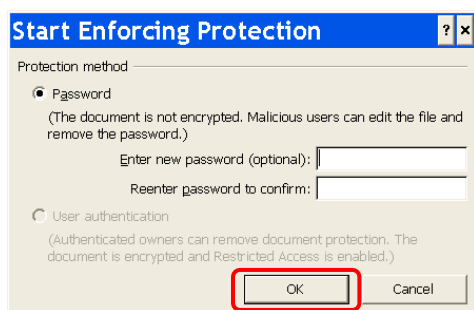 Start Enforcing Protection ? ×
Protection method
Password
(The document is not encrypted. Malicious users can edit the file and
remove the password.)
Enter new password (optional):
Reenter password to confirm:
User authentication
(Authenticated owners can remove document protection. The
document is encrypted and Restricted Access is enabled.)
OK Cancel